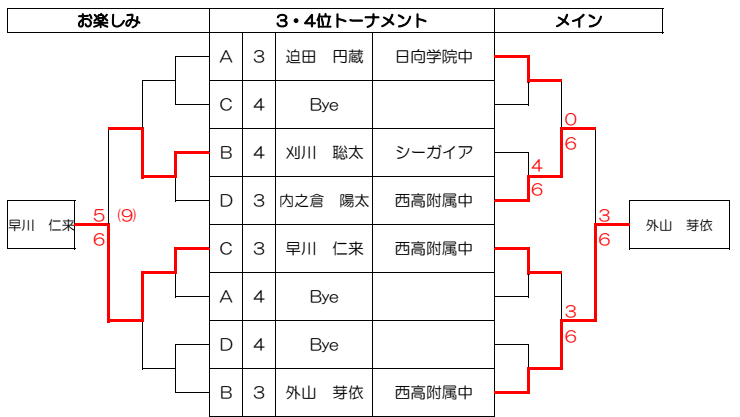 お楽しみ ３・４位トーナメント メイン
A 3 迫田　円蔵 日向学院中
C 4 Bye
0
6
B 4 刈川　聡太 シーガイア
4
6
D 3 内之倉　陽太 西高附属中
早川　仁来 5 (9)
6
3
6 外山　芽依
C 3 早川　仁来 西高附属中
A 4 Bye
3
6
D 4 Bye
B 3 外山　芽依 西高附属中